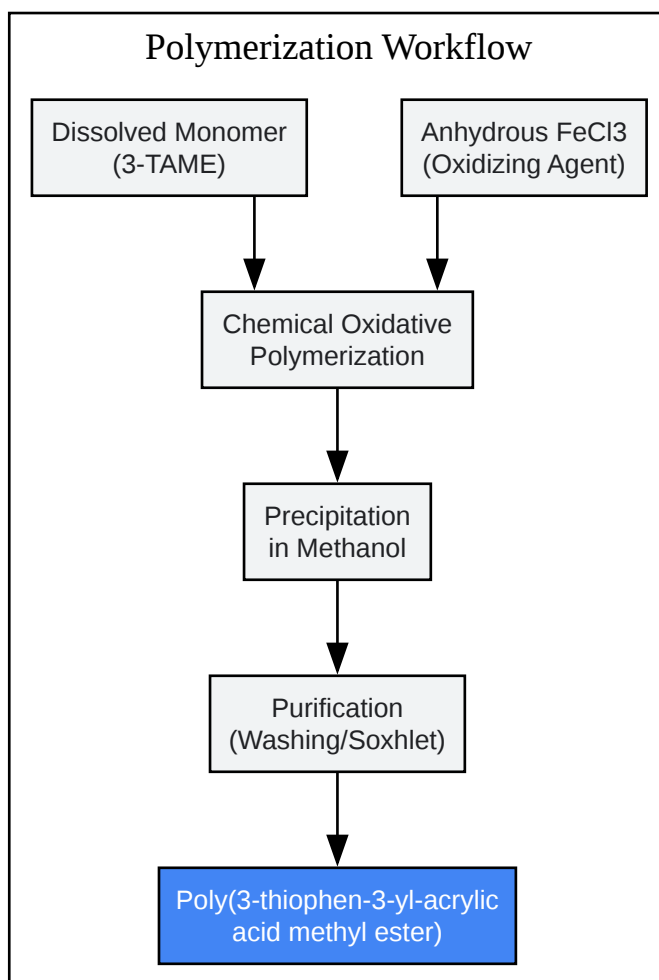 Polymerization Workflow
Dissolved Monomer
(3-TAME)
Anhydrous FeCl3
(Oxidizing Agent)
Chemical Oxidative
Polymerization
Precipitation
in Methanol
Purification
(Washing/Soxhlet)
Poly(3-thiophen-3-yl-acrylic
acid methyl ester)